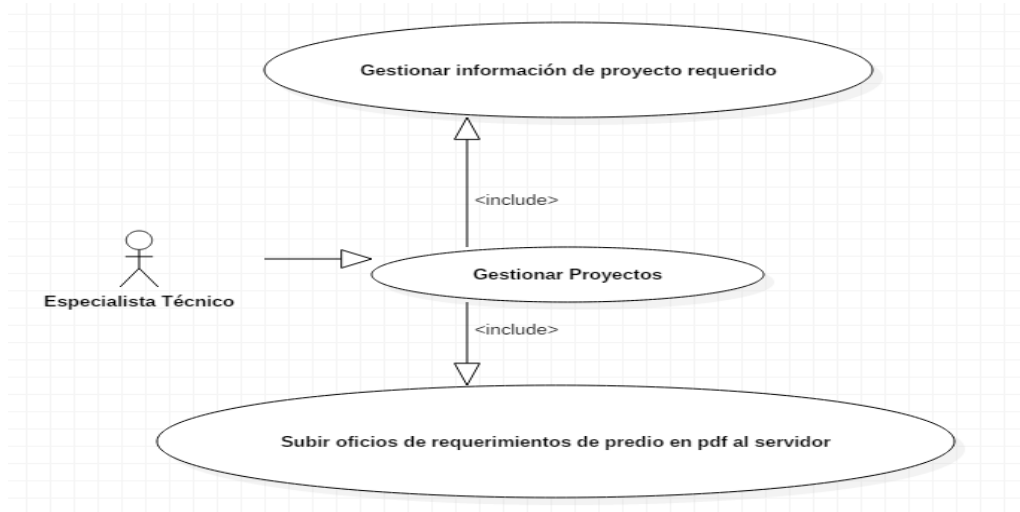 Gestionar información de proyecto requerido
<include>
Gestionar Proyectos
Especialista Técnico
<include>
Subir oficios de requerimientos de predio en pdf al servidor